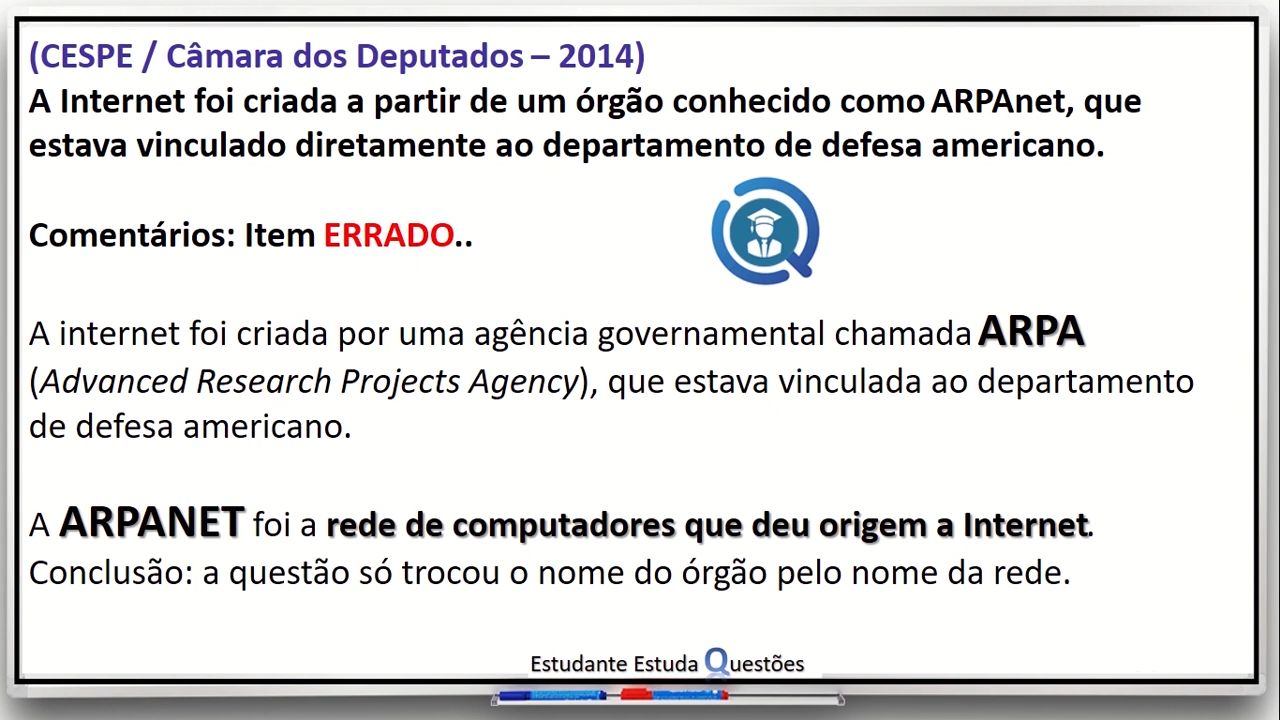 (CESPE / Câmara dos Deputados – 2014)
A Internet foi criada a partir de um órgão conhecido como ARPAnet, que
estava vinculado diretamente ao departamento de defesa americano.
Comentários: Item ERRADO..
A internet foi criada por uma agência governamental chamada ARPA
(Advanced Research Projects Agency), que estava vinculada ao departamento
de defesa americano.
A ARPANET foi a rede de computadores que deu origem a Internet.
Conclusão: a questão só trocou o nome do órgão pelo nome da rede.
Estudante Estuda Questões